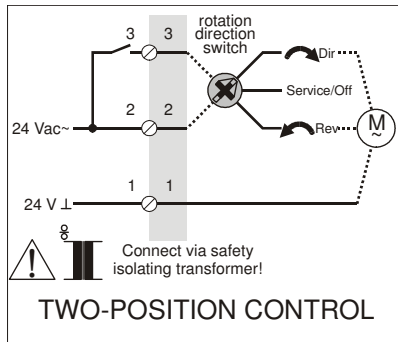 rotation
direction
switch
3 3
Dir
Service/Off
2 2
24 Vac~
Rev
M
~
1 1
24 V ⊥
Connect via safety
isolating transformer!
TWO-POSITION CONTROL